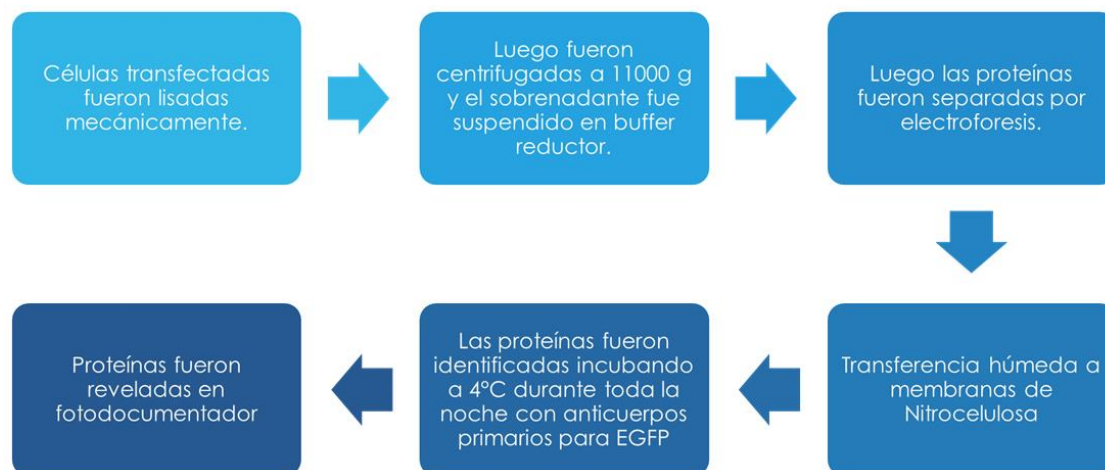 Células transfectadas
fueron lisadas
mecánicamente.
Luego fueron
centrifugadas a 11000 g
y el sobrenadante fue
suspendido en buffer
reductor.
Luego las proteínas
fueron separadas por
electroforesis.
Transferencia húmeda a
membranas de
Nitrocelulosa
Las proteínas fueron
identificadas incubando
a 4ºC durante toda la
noche con anticuerpos
primarios para EGFP
Proteínas fueron
reveladas en
fotodocumentador